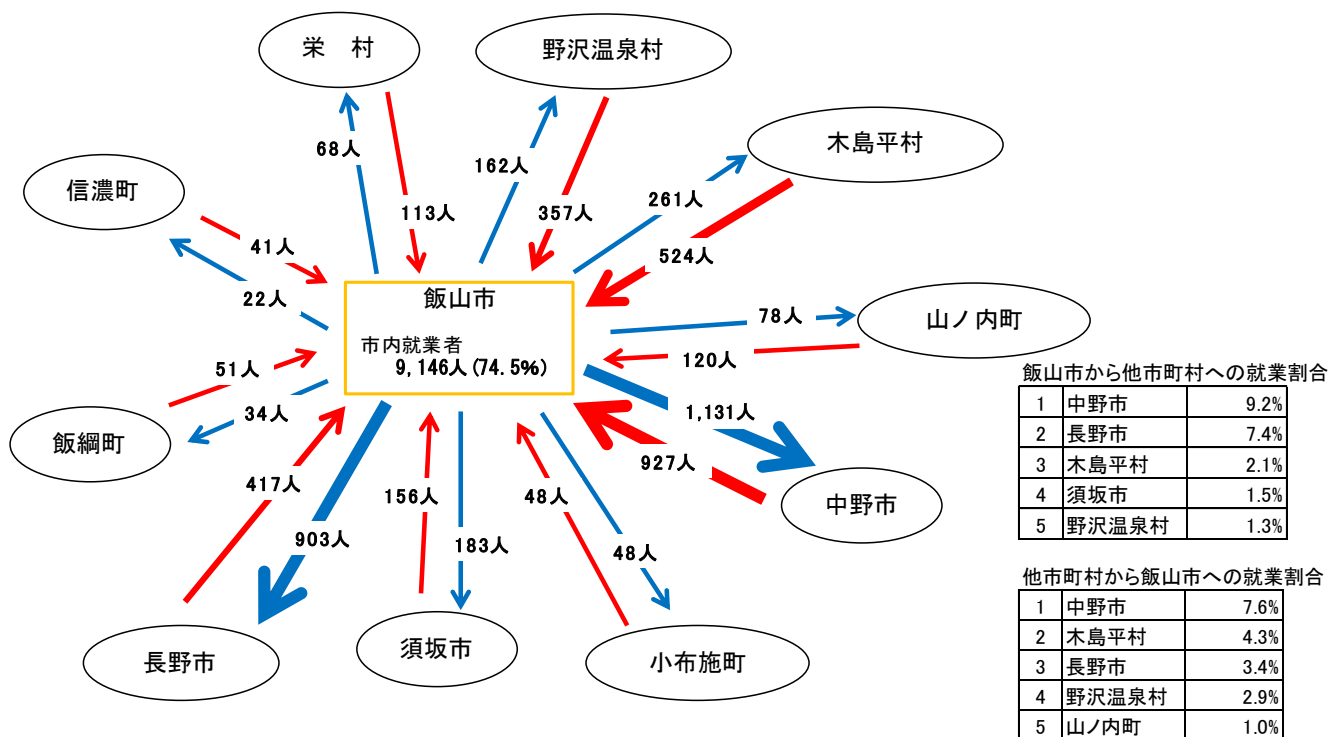 栄　村
野沢温泉村
木島平村
68人
162人
信濃町
261人
113人
357人
41人
524人
22人
飯山市
78人
山ノ内町
市内就業者
9,146人(74.5%)
120人
51人
飯山市から他市町村への就業割合
1 中野市 9.2%
2 長野市 7.4%
3 木島平村 2.1%
4 須坂市 1.5%
5 野沢温泉村 1.3%
34人
1,131人
飯綱町
927人
417人
156人
48人
中野市
903人
183人
48人
他市町村から飯山市への就業割合
1 中野市 7.6%
2 木島平村 4.3%
3 長野市 3.4%
4 野沢温泉村 2.9%
5 山ノ内町 1.0%
長野市
須坂市
小布施町